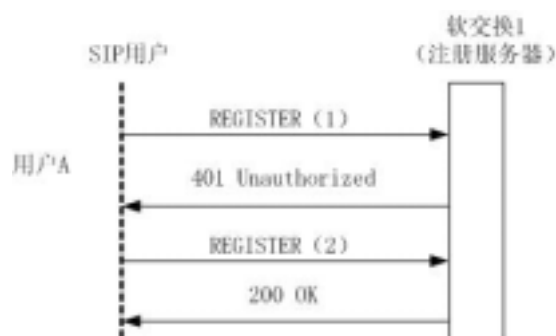 软交换1
SIP用户
(注册服务器)
REGISTER (1)
用户A
401 Unauthorized
REGISTER (2)
200 OK